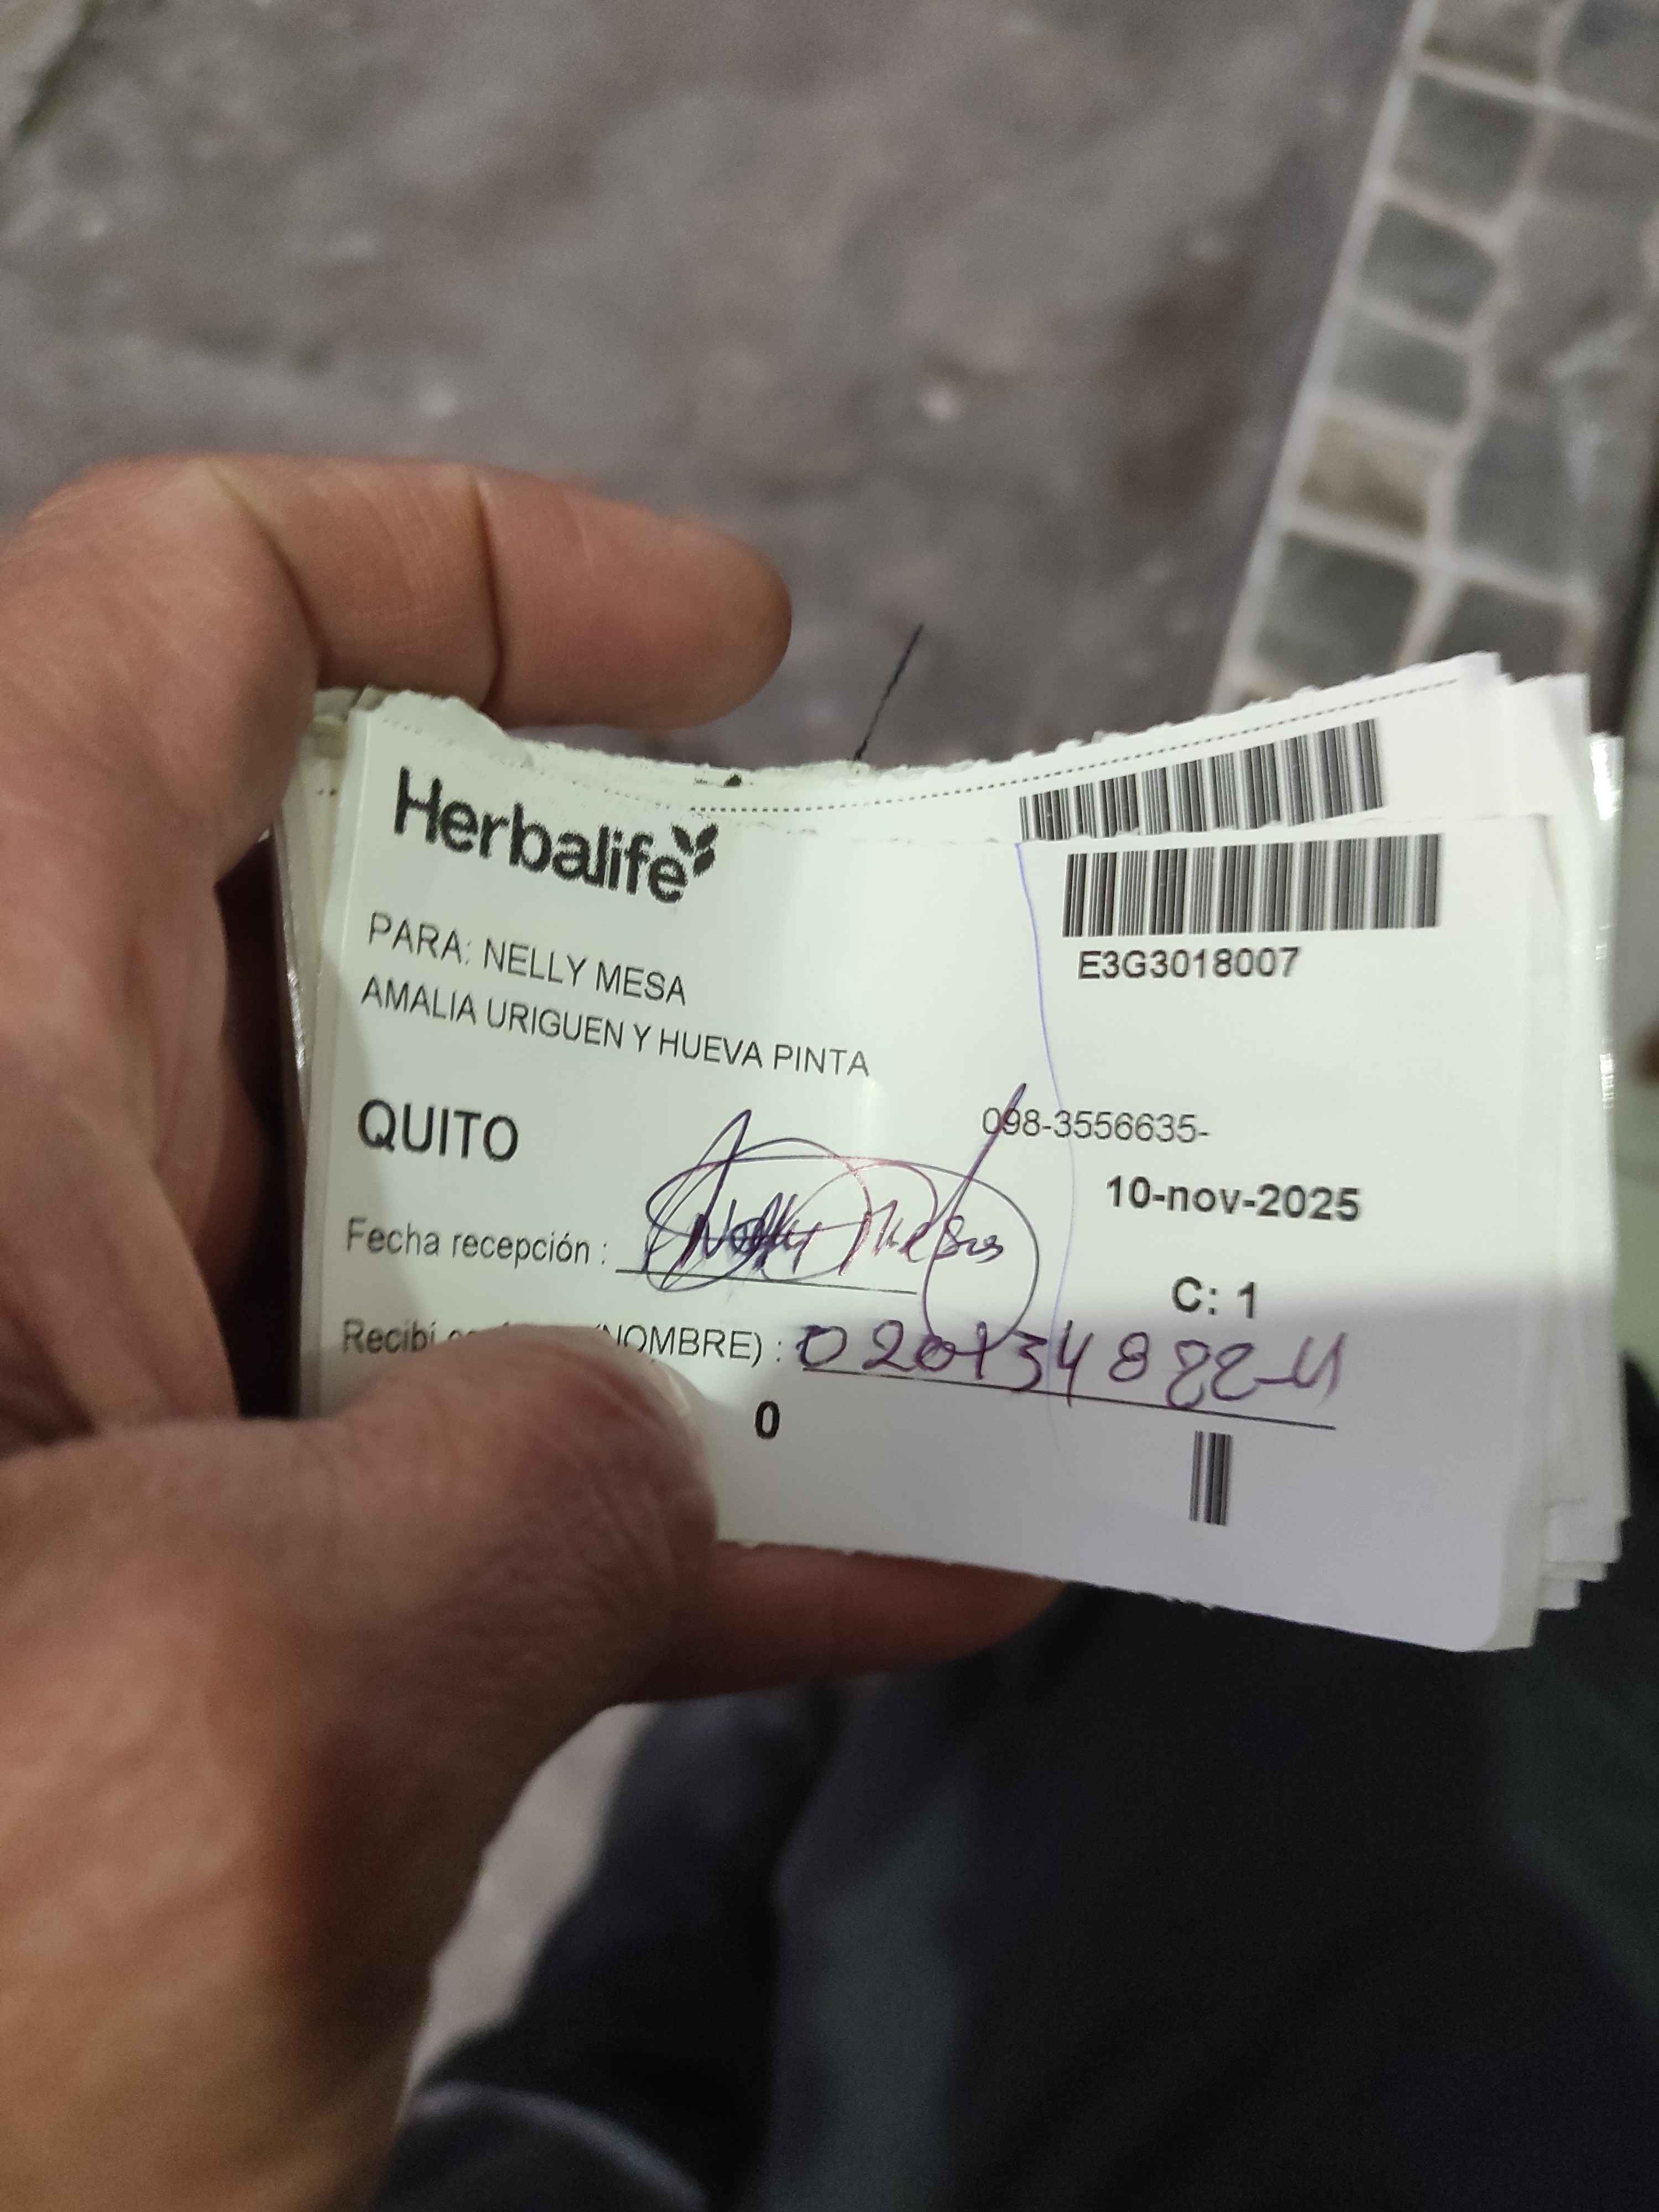 Herbalife
E3G3018007
PARA: NELLY MESA
AMALIA URIGUEN Y HUEVA PINTA
QUITO
098-3556635-
10-nov-2025
Fecha recepción :
C: 1
Recibí (NOMBRE) :
0